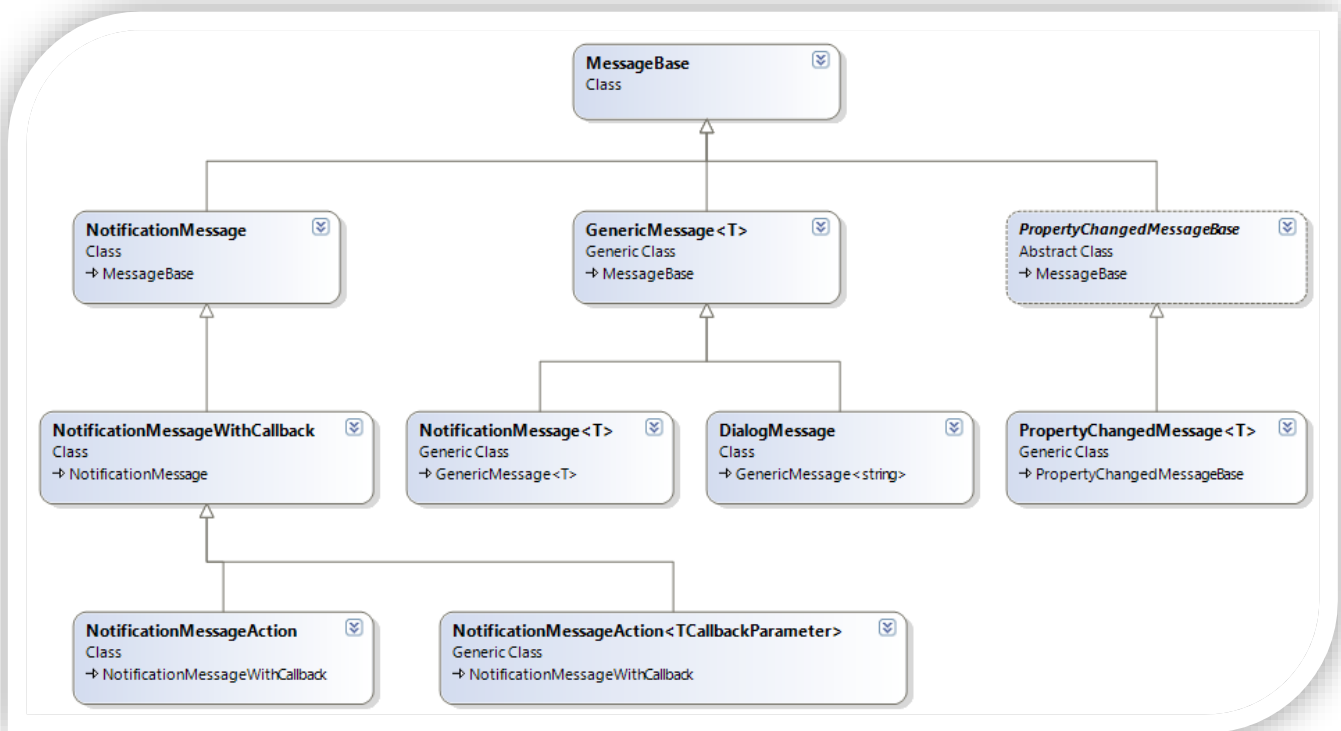 MessageBase
Class
NotificationMessage
Class
MessageBase
GenericMessage<T>
Generic Class
MessageBase
PropertyChangedMessageBase
Abstract Class
MessageBase
NotificationMessageWithCallback
Class
NotificationMessage
NotificationMessage<T>
Generic Class
GenericMessage<T>
DialogMessage
Class
GenericMessage<string>
PropertyChangedMessage<T>
Generic Class
PropertyChangedMessageBase
NotificationMessageAction
Class
NotificationMessageWithCallback
NotificationMessageAction<TCallbackParameter>
Generic Class
NotificationMessageWithCallback